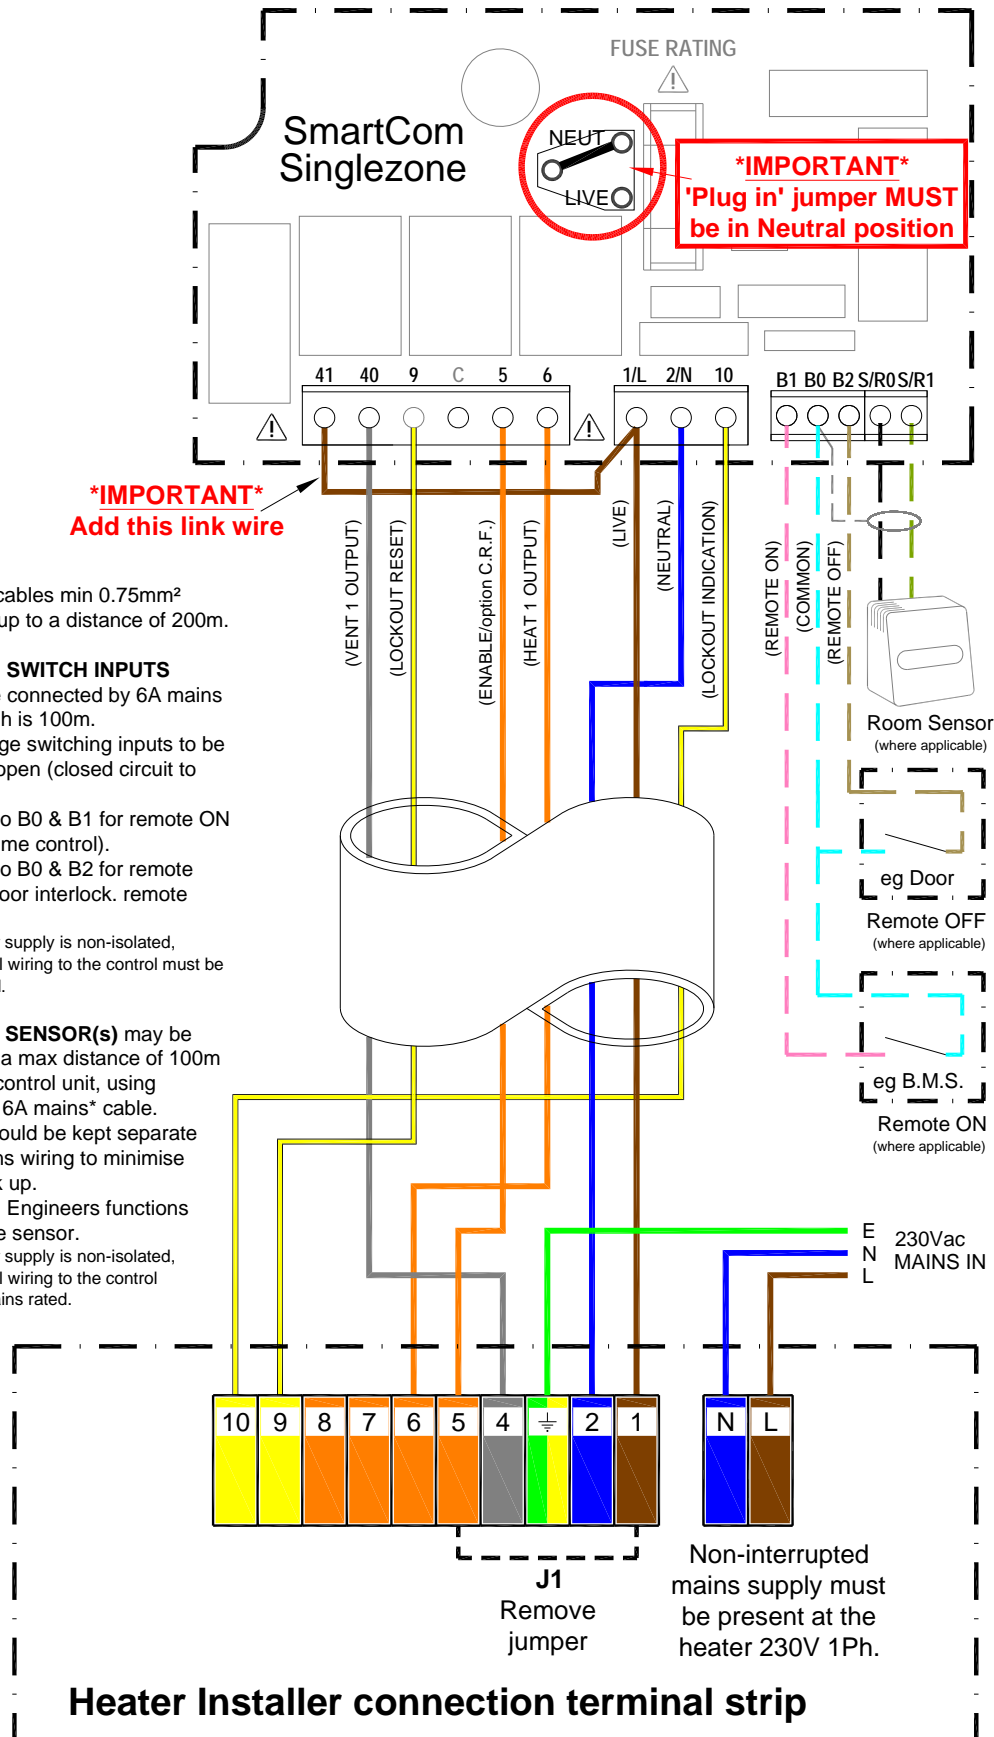 FUSE RATING
SmartCom
Singlezone
NEUT
LIVE
*IMPORTANT*
'Plug in' jumper MUST
be in Neutral position
41 40 9 C 5 6
1/L 2/N 10
B1 B0 B2 S/R0 S/R1
*IMPORTANT*
Add this link wire
(VENT 1 OUTPUT)
(LOCKOUT RESET)
(ENABLE/option C.R.F.)
(HEAT 1 OUTPUT)
(LIVE)
(NEUTRAL)
(LOCKOUT INDICATION)
(REMOTE ON)
(COMMON)
(REMOTE OFF)
cables min 0.75mm²
up to a distance of 200m.
SWITCH INPUTS
e connected by 6A mains
h is 100m.
ge switching inputs to be
open (closed circuit to
o B0 & B1 for remote ON
me control).
o B0 & B2 for remote
oor interlock. remote
r supply is non-isolated,
l wiring to the control must be
d.
SENSOR(s) may be
a max distance of 100m
control unit, using
6A mains* cable.
ould be kept separate
ns wiring to minimise
k up.
Engineers functions
e sensor.
r supply is non-isolated,
l wiring to the control
ains rated.
Room Sensor
(where applicable)
eg Door
Remote OFF
(where applicable)
eg B.M.S.
Remote ON
(where applicable)
E
N
L
230Vac
MAINS IN
10 9 8 7 6 5 4 2 1
N L
J1
Remove
jumper
Non-interrupted
mains supply must
be present at the
heater 230V 1Ph.
Heater Installer connection terminal strip